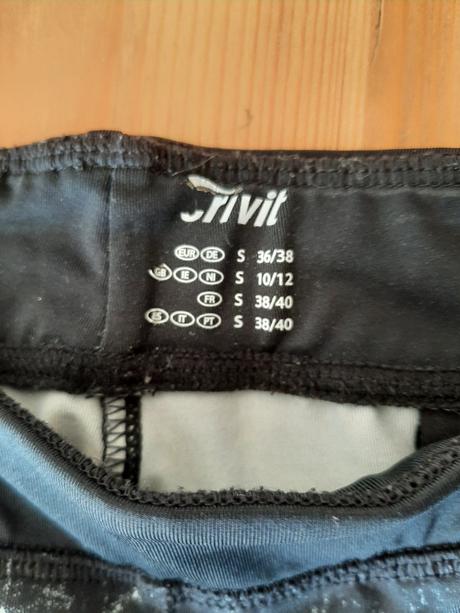 crivit
EUR DE S 36/38
GB IE NI S 10/12
FR S 38/40
ES IT PT S 38/40